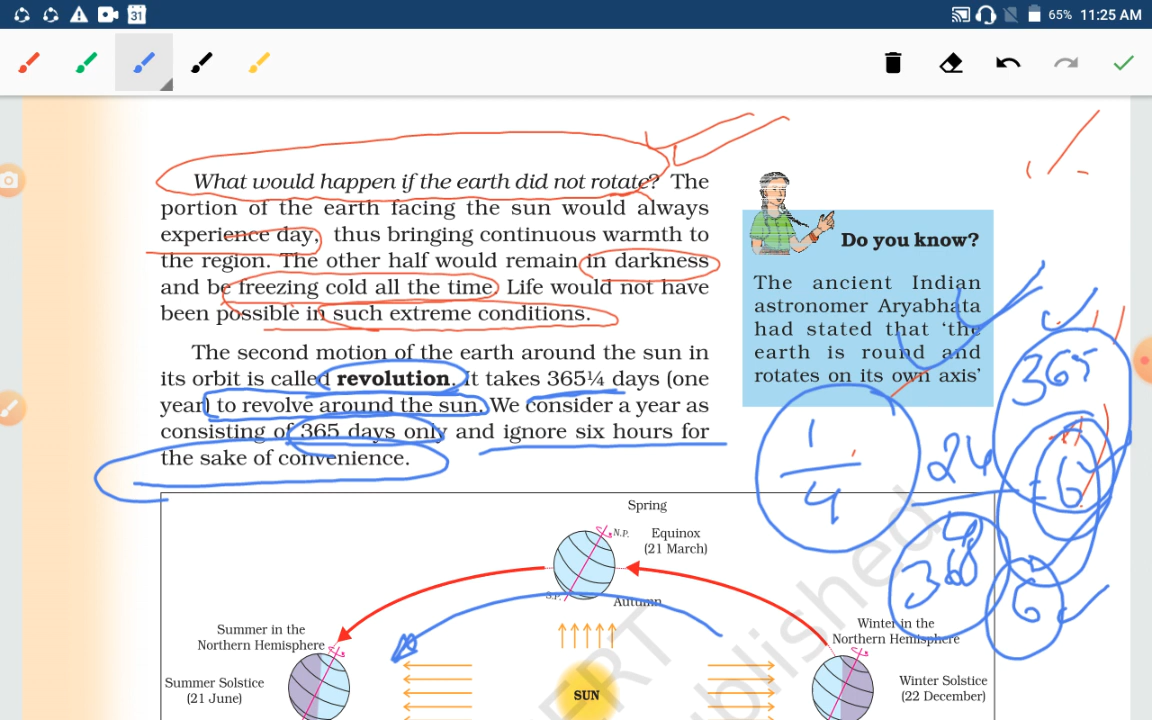 31
65% 11:25 AM
What would happen if the earth did not rotate? The
portion of the earth facing the sun would always
experience day, thus bringing continuous warmth to
the region. The other half would remain in darkness
and be freezing cold all the time. Life would not have
been possible in such extreme conditions.
The second motion of the earth around the sun in
its orbit is called revolution. It takes 365¼ days (one
year) to revolve around the sun. We consider a year as
consisting of 365 days only and ignore six hours for
the sake of convenience.
Do you know?
The ancient Indian
astronomer Aryabhata
had stated that ‘the
earth is round and
rotates on its own axis’
365
1
4
24
6
6
Spring
N.P.
Equinox
(21 March)
S.P.
Autumn
Summer in the
Northern Hemisphere
Summer Solstice
(21 June)
SUN
Winter in the
Northern Hemisphere
Winter Solstice
(22 December)